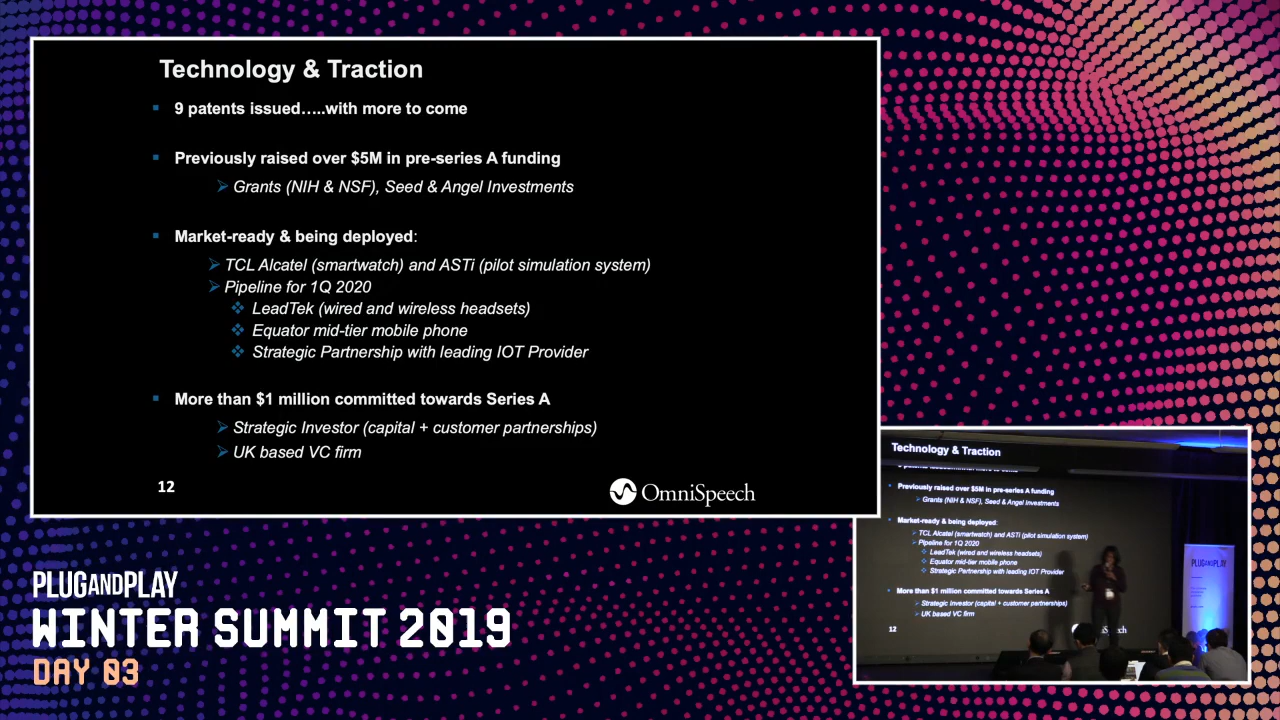 Technology & Traction
9 patents issued…..with more to come
Previously raised over $5M in pre-series A funding
Grants (NIH & NSF), Seed & Angel Investments
Market-ready & being deployed:
TCL Alcatel (smartwatch) and ASTi (pilot simulation system)
Pipeline for 1Q 2020
LeadTek (wired and wireless headsets)
Equator mid-tier mobile phone
Strategic Partnership with leading IOT Provider
More than $1 million committed towards Series A
Strategic Investor (capital + customer partnerships)
UK based VC firm
12
OmniSpeech
Technology & Traction
Previously raised over $5M in pre-series A funding
Grants (NIH & NSF), Seed & Angel Investments
Market-ready & being deployed:
TCL Alcatel (smartwatch) and ASTi (pilot simulation system)
Pipeline for 1Q 2020
LeadTek (wired and wireless headsets)
Equator mid-tier mobile phone
Strategic Partnership with leading IOT Provider
More than $1 million committed towards Series A
Strategic Investor (capital + customer partnerships)
UK based VC firm
12
PLUGANDPLAY
PLUGANDPLAY
WINTER SUMMIT 2019
DAY 03